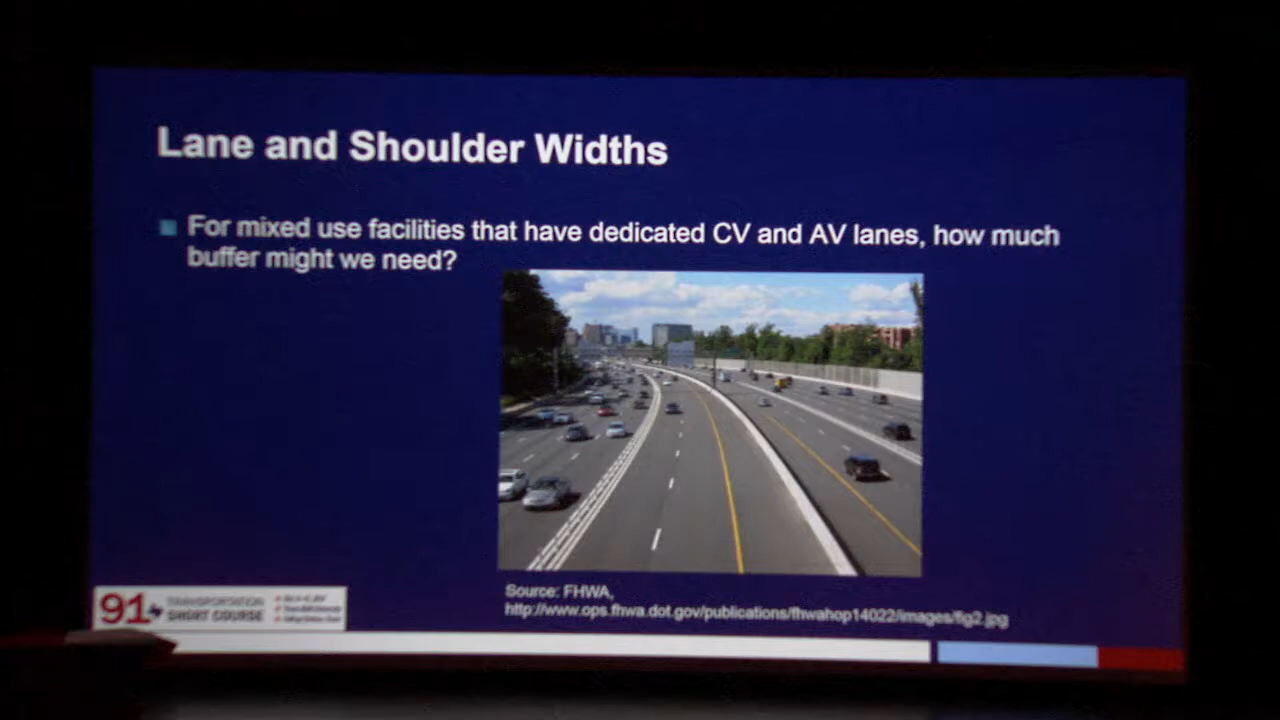 Lane and Shoulder Widths
For mixed use facilities that have dedicated CV and AV lanes, how much
buffer might we need?
Source: FHWA,
http://www.ops.fhwa.dot.gov/publications/fhwahop14022/images/fig2.jpg
91
TRANSPORTATION
SHORT COURSE